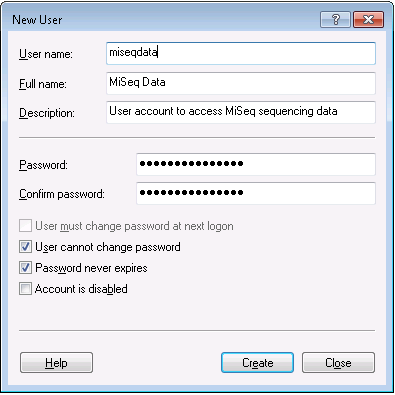 New User
User name: miseqdata
Full name: MiSeq Data
Description: User account to access MiSeq sequencing data
Password: ●●●●●●●●●●●●●●●
Confirm password: ●●●●●●●●●●●●●●●
User must change password at next logon
User cannot change password
Password never expires
Account is disabled
Help Create Close